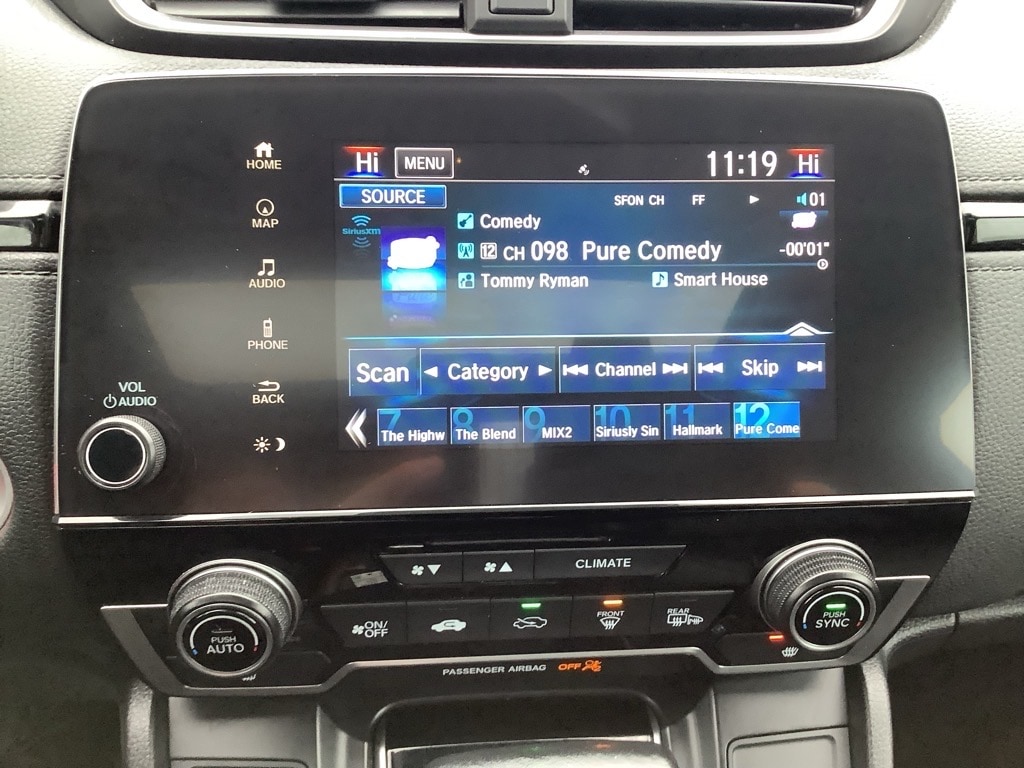 HOME
MAP
AUDIO
PHONE
BACK
VOL
AUDIO
Hi MENU 11:19 Hi
SOURCE SFON CH FF 01
SiriusXM Comedy
12 CH 098 Pure Comedy -00'01"
Tommy Ryman Smart House
Scan Category Channel Skip
7 8 9 10 11 12
The Highw The Blend MIX2 Siriusly Sin Hallmark Pure Come
CLIMATE
ON/OFF FRONT REAR
PUSH AUTO
PUSH SYNC
PASSENGER AIRBAG OFF